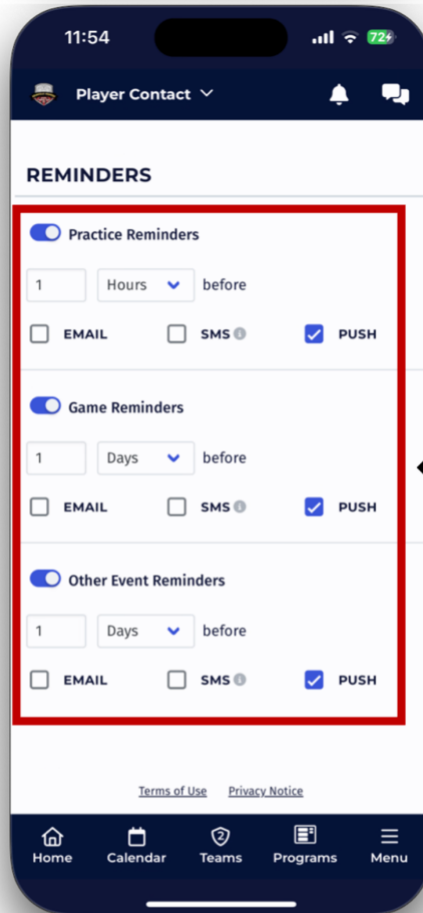 11:54
72
Player Contact
REMINDERS
Practice Reminders
1 Hours before
EMAIL SMS PUSH
Game Reminders
1 Days before
EMAIL SMS PUSH
Other Event Reminders
1 Days before
EMAIL SMS PUSH
Terms of Use Privacy Notice
2
Home Calendar Teams Programs Menu